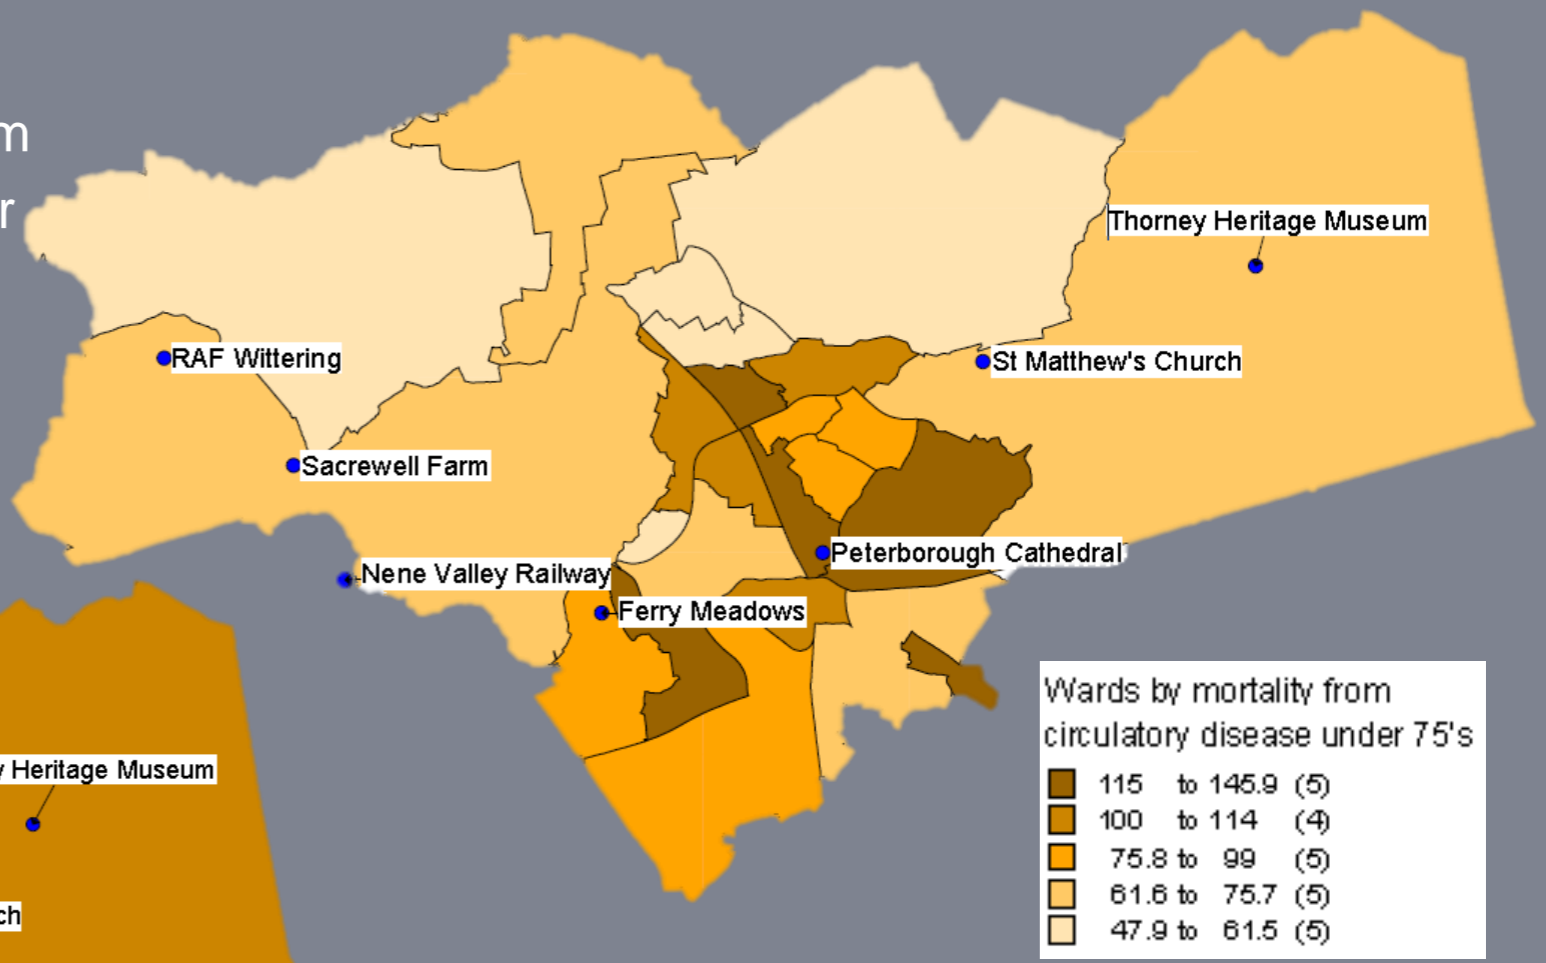 m
r
Thorney Heritage Museum
RAF Wittering
St Matthew's Church
Sacrewell Farm
Peterborough Cathedral
Nene Valley Railway
Ferry Meadows
Wards by mortality from
circulatory disease under 75's
115 to 145.9 (5)
100 to 114 (4)
75.8 to 99 (5)
61.6 to 75.7 (5)
47.9 to 61.5 (5)
y Heritage Museum
ch